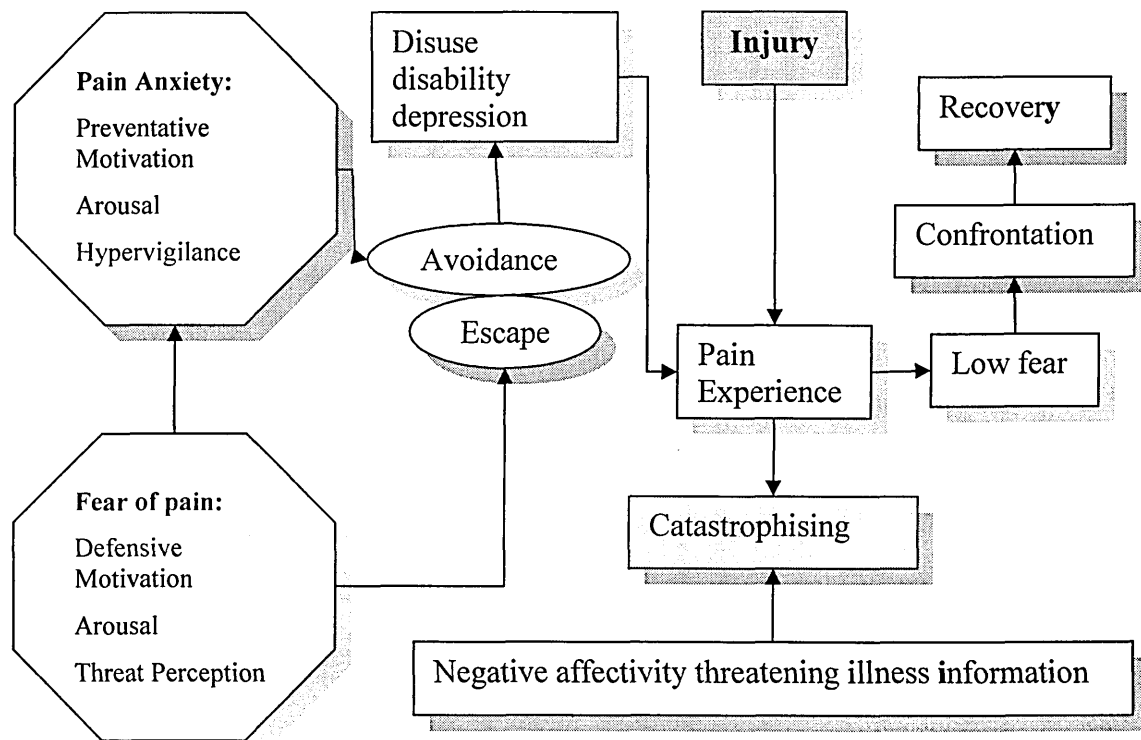 Pain Anxiety:
Preventative
Motivation
Arousal
Hypervigilance
Disuse
disability
depression
Injury
Recovery
Confrontation
Avoidance
Escape
Pain
Experience
Low fear
Fear of pain:
Defensive
Motivation
Arousal
Threat Perception
Catastrophising
Negative affectivity threatening illness information